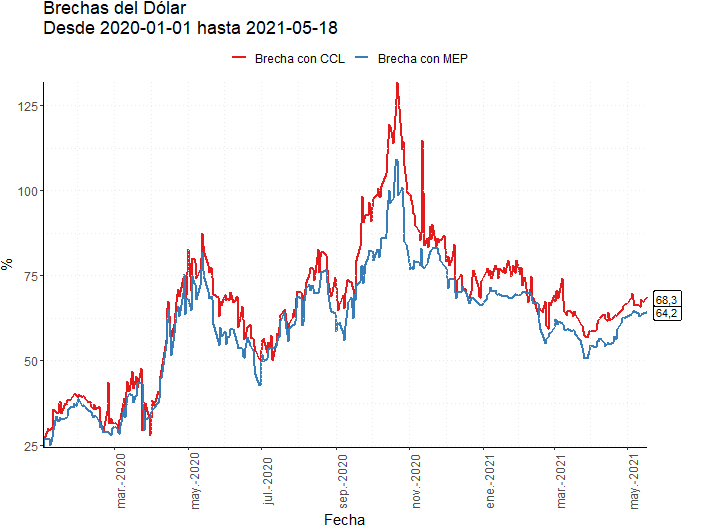 Brechas del Dólar
Desde 2020-01-01 hasta 2021-05-18
Brecha con CCL
Brecha con MEP
%
125
100
75
50
25
68,3
64,2
mar.-2020
may.-2020
jul.-2020
sep.-2020
nov.-2020
ene.-2021
mar.-2021
may.-2021
Fecha